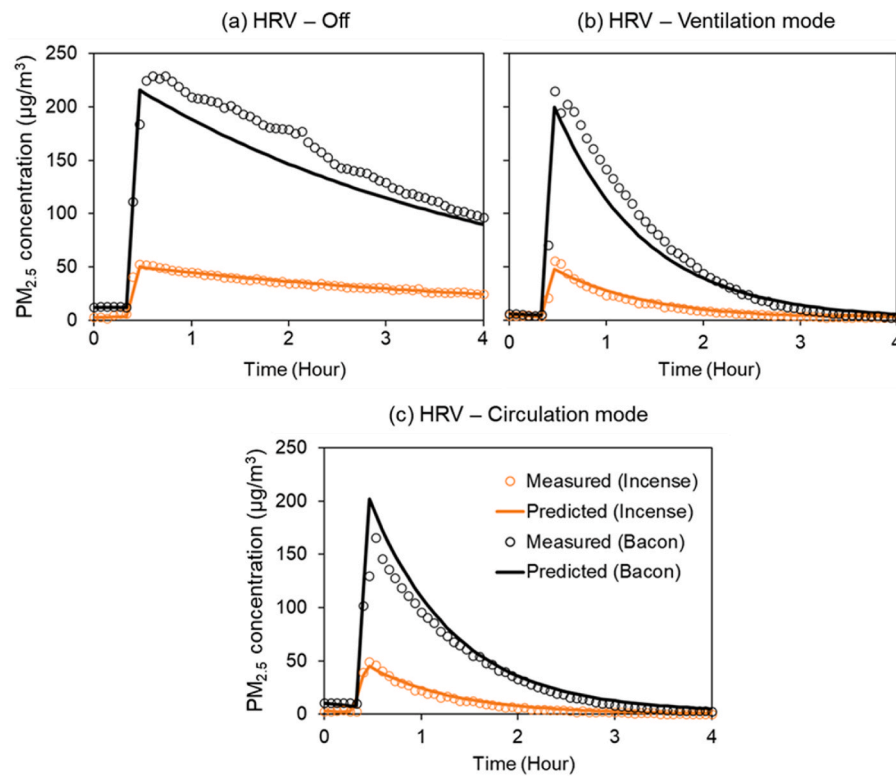 (a) HRV – Off
PM2.5 concentration (µg/m³)
250
200
150
100
50
0
0 1 2 3 4
Time (Hour)
(b) HRV – Ventilation mode
0 1 2 3 4
Time (Hour)
(c) HRV – Circulation mode
PM2.5 concentration (µg/m³)
250
200
150
100
50
0
Measured (Incense)
Predicted (Incense)
Measured (Bacon)
Predicted (Bacon)
0 1 2 3 4
Time (Hour)